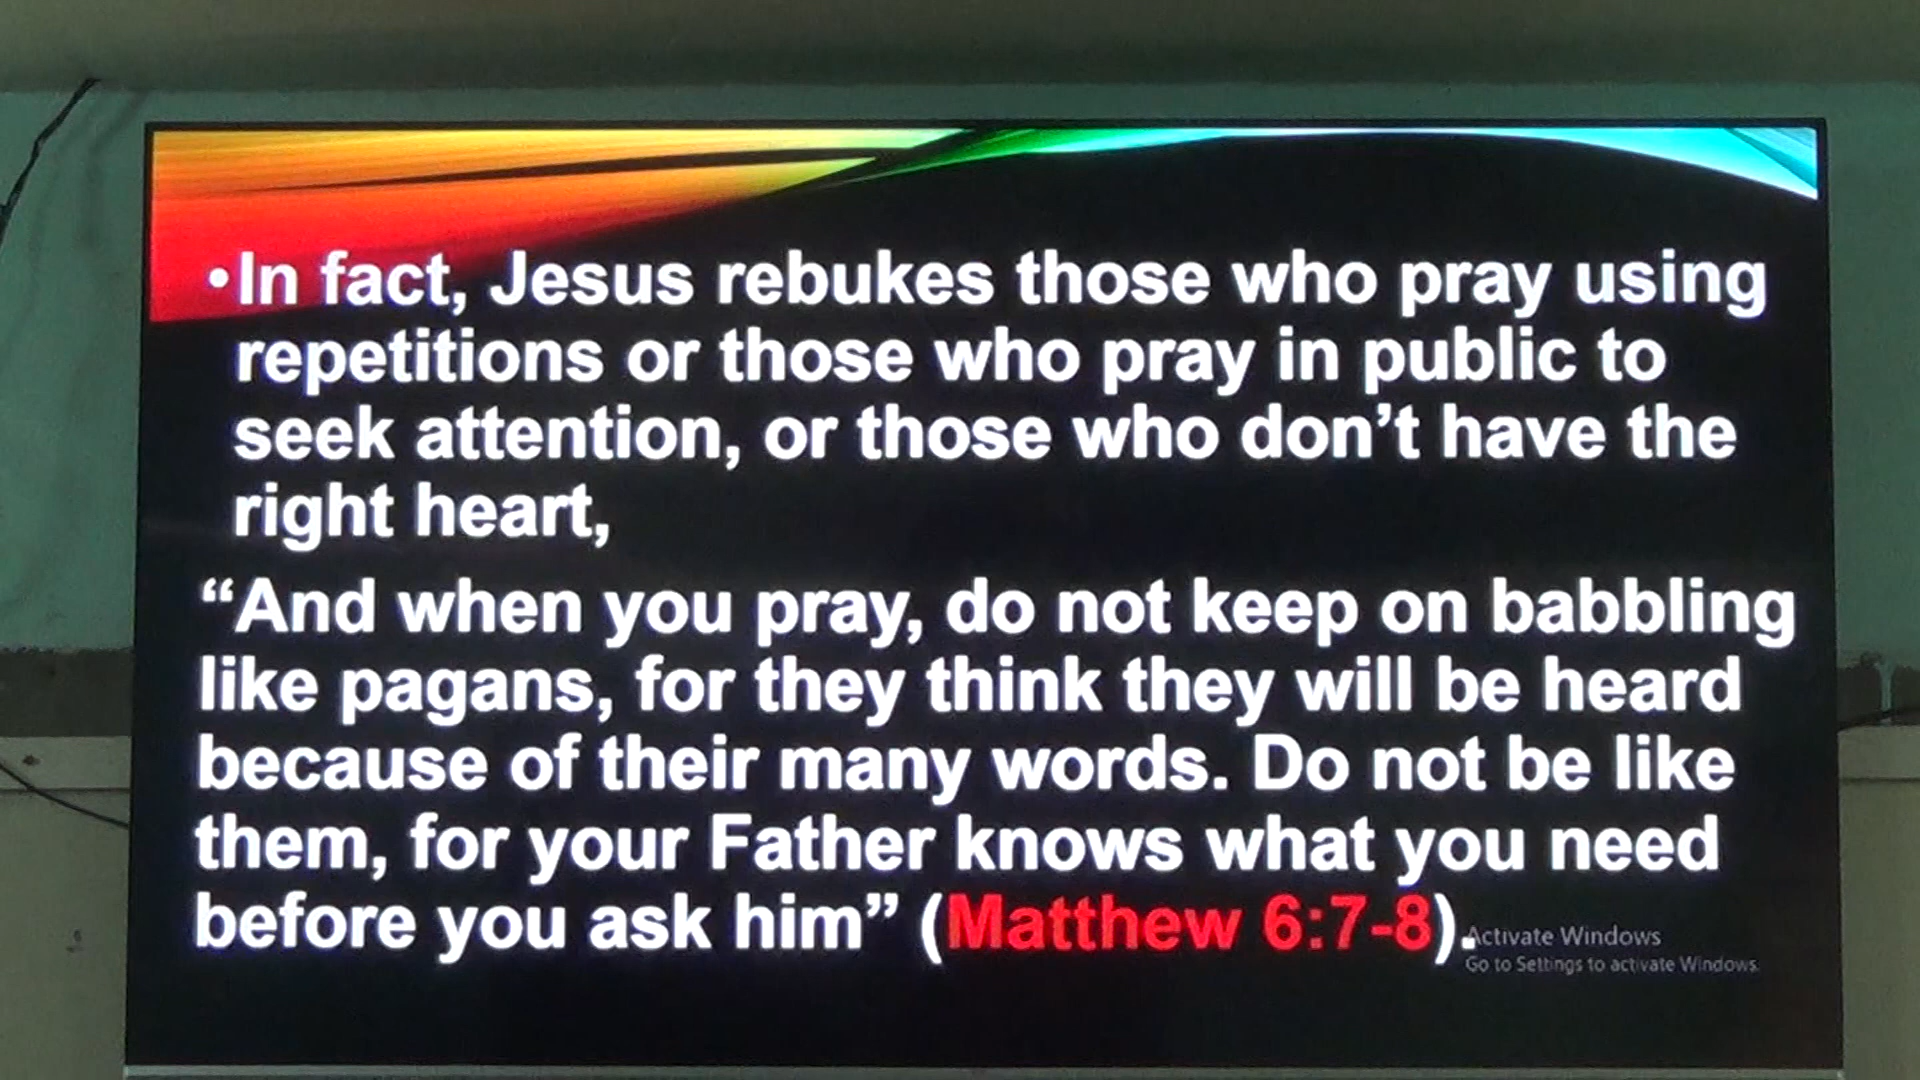 •In fact, Jesus rebukes those who pray using
repetitions or those who pray in public to
seek attention, or those who don’t have the
right heart,
“And when you pray, do not keep on babbling
like pagans, for they think they will be heard
because of their many words. Do not be like
them, for your Father knows what you need
before you ask him” (Matthew 6:7-8).
Activate Windows
Go to Settings to activate Windows.